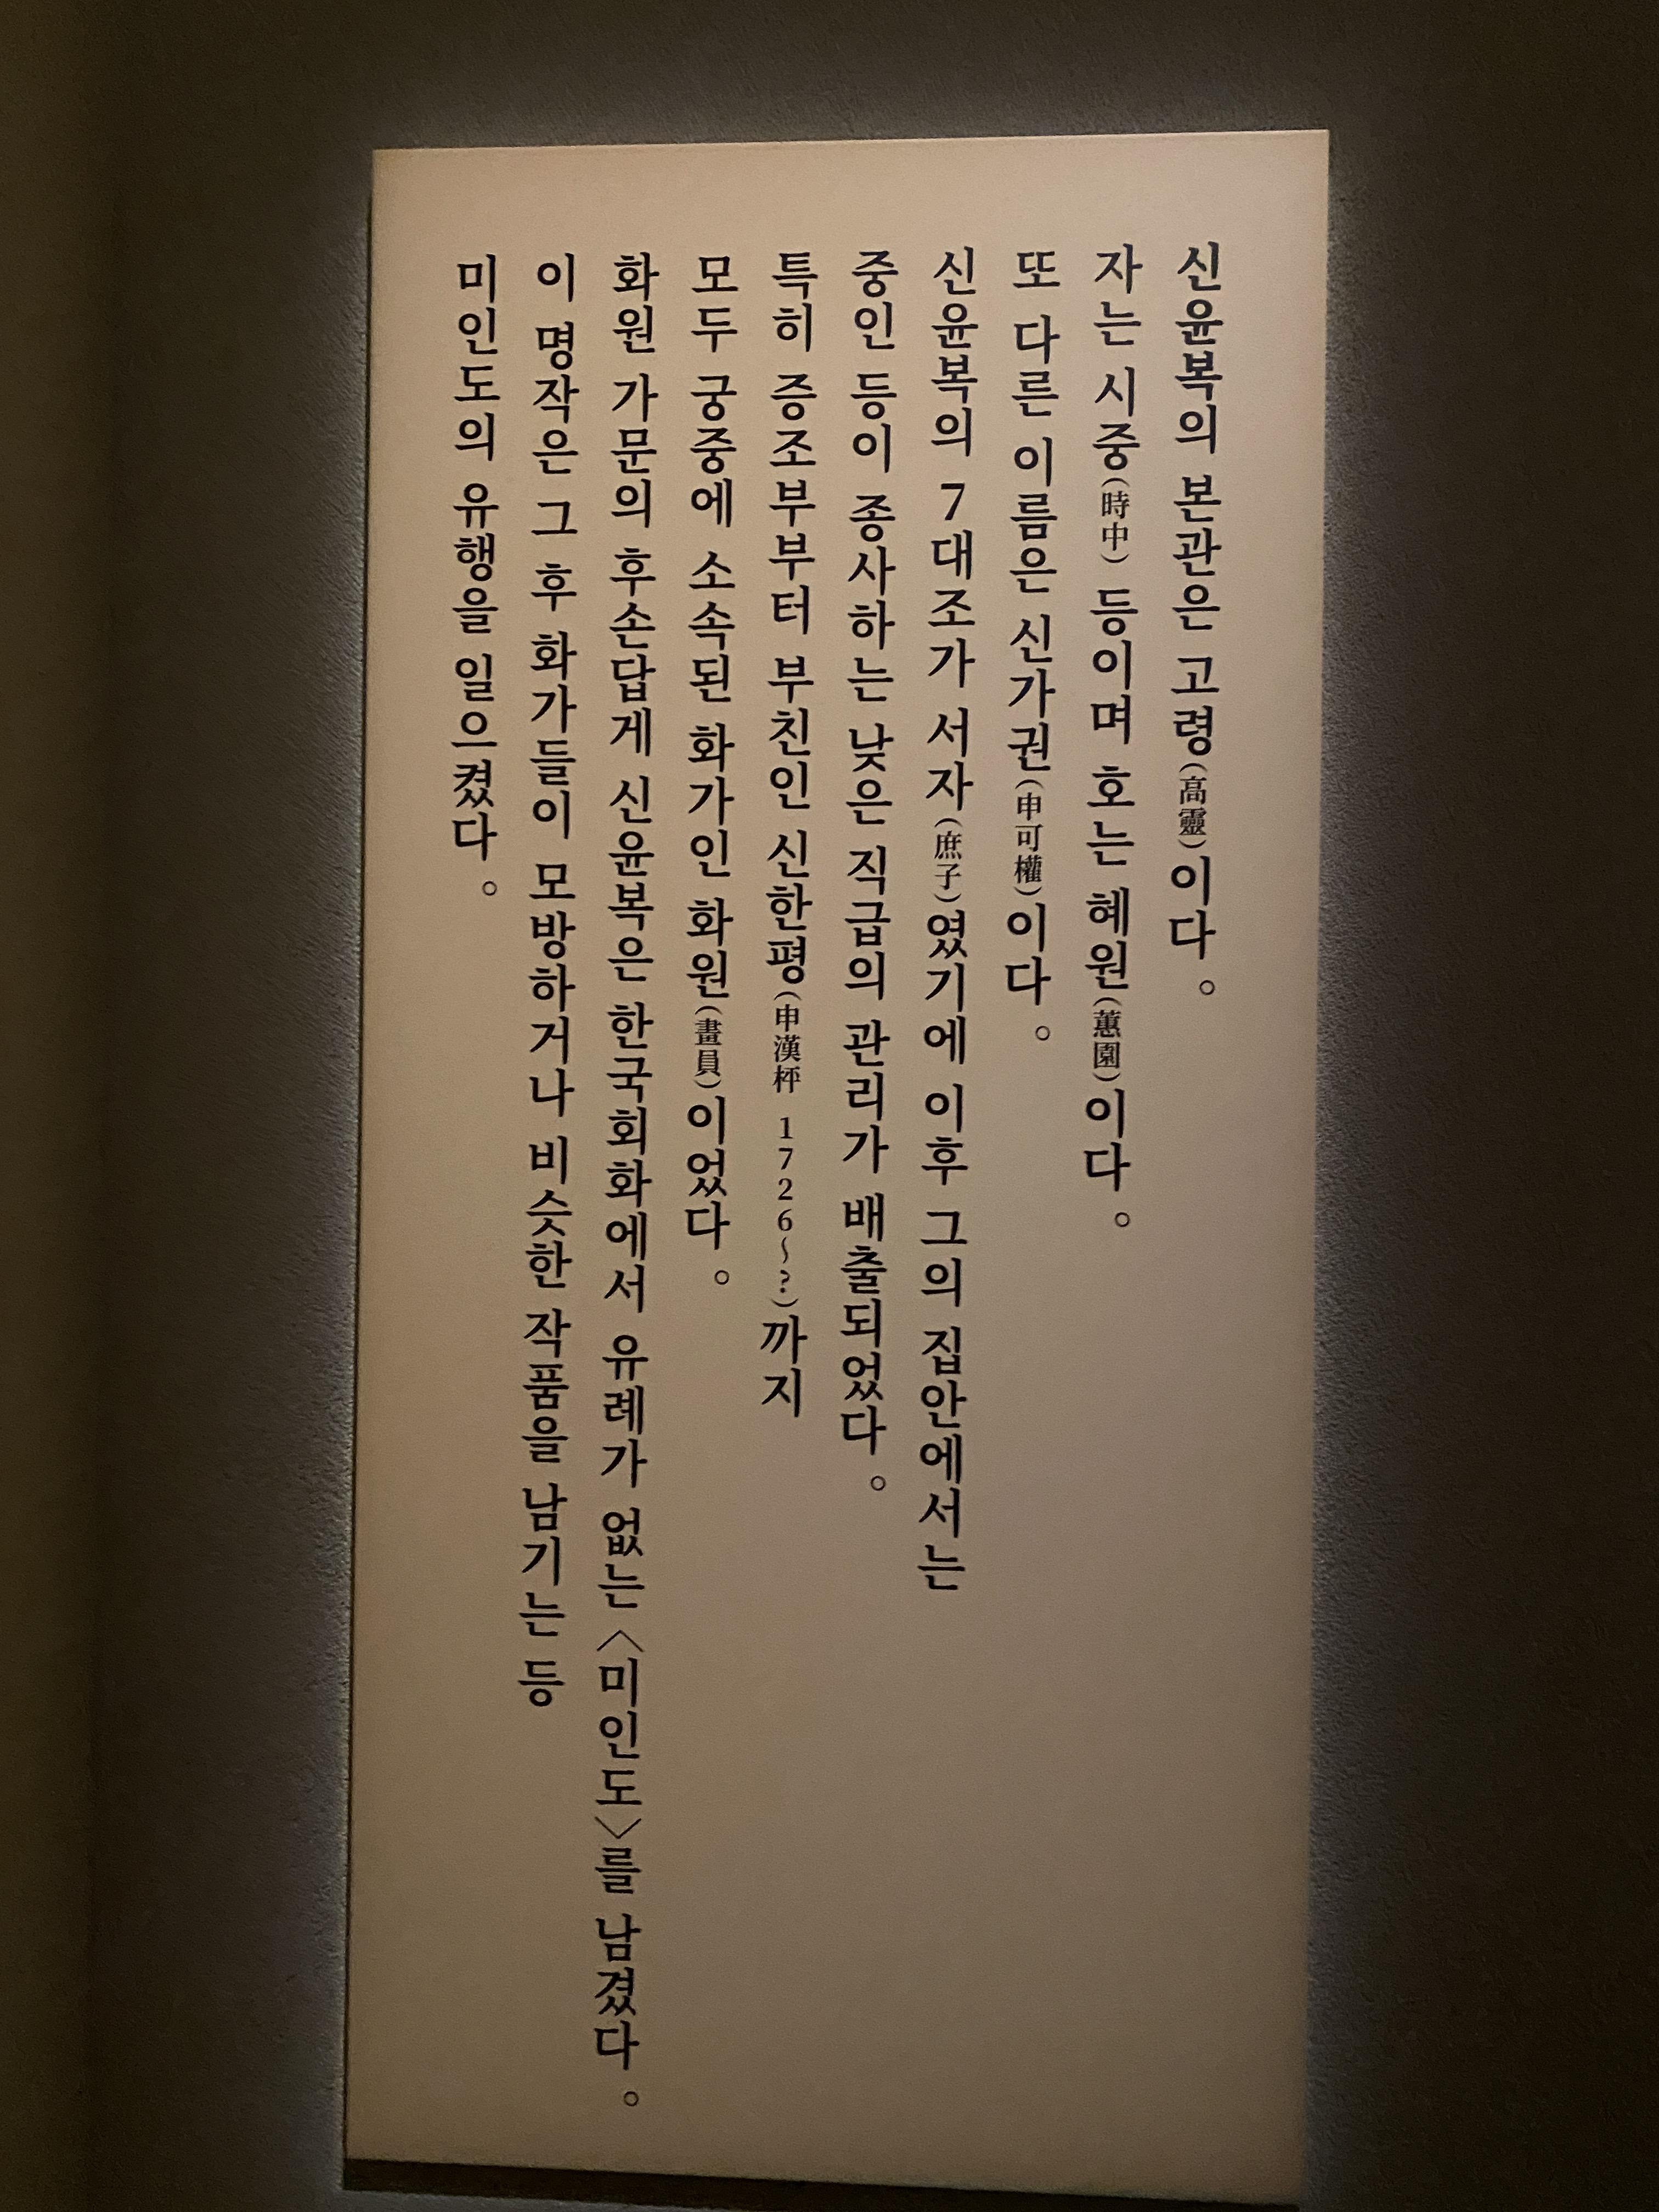 신윤복의 본관은 고령(高靈)이다。
자는 시중(時中) 등이며 호는 혜원(蕙園)이다。
또 다른 이름은 신가권(申可權)이다。
신윤복의 7대조가 서자(庶子)였기에 이후 그의 집안에서는
중인 등이 종사하는 낮은 직급의 관리가 배출되었다。
특히 증조부부터 부친인 신한평(申漢枰 1726~?)까지
모두 궁중에 소속된 화가인 화원(畫員)이었다。
화원 가문의 후손답게 신윤복은 한국회화에서 유례가 없는 〈미인도〉를 남겼다。
이 명작은 그 후 화가들이 모방하거나 비슷한 작품을 남기는 등
미인도의 유행을 일으켰다。